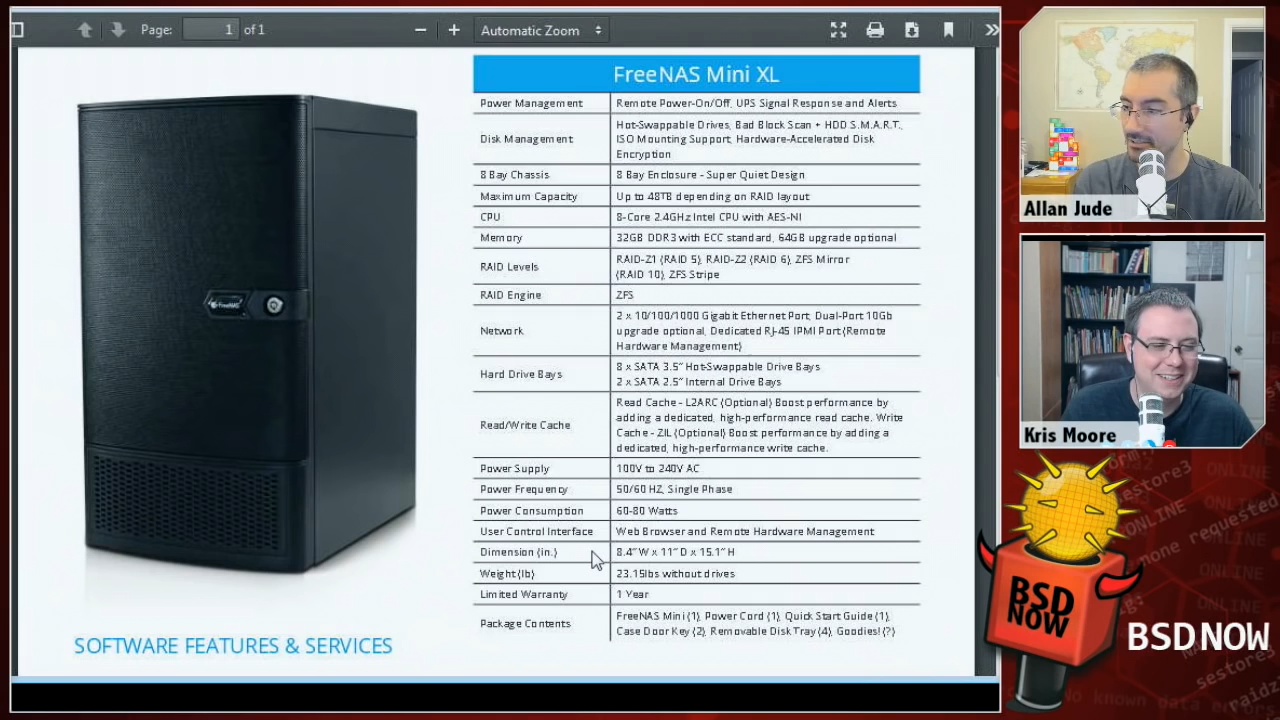 Page: 1 of 1
Automatic Zoom
FreeNAS Mini XL
Power Management Remote Power-On/Off, UPS Signal Response and Alerts
Disk Management Hot-Swappable Drives, Bad Block Scan + HDD S.M.A.R.T.,
ISO Mounting Support, Hardware-Accelerated Disk
Encryption
8 Bay Chassis 8 Bay Enclosure - Super Quiet Design
Maximum Capacity Up to 48TB depending on RAID layout
CPU 8-Core 2.4GHz Intel CPU with AES-NI
Memory 32GB DDR3 with ECC standard, 64GB upgrade optional
RAID Levels RAID-Z1 (RAID 5), RAID-Z2 (RAID 6), ZFS Mirror
(RAID 10), ZFS Stripe
RAID Engine ZFS
Network 2 x 10/100/1000 Gigabit Ethernet Port, Dual-Port 10Gb
upgrade optional, Dedicated RJ-45 IPMI Port (Remote
Hardware Management)
Hard Drive Bays 8 x SATA 3.5" Hot-Swappable Drive Bays
2 x SATA 2.5" Internal Drive Bays
Read/Write Cache Read Cache - L2ARC (Optional) Boost performance by
adding a dedicated, high-performance read cache. Write
Cache - ZIL (Optional) Boost performance by adding a
dedicated, high-performance write cache.
Power Supply 100V to 240V AC
Power Frequency 50/60 HZ, Single Phase
Power Consumption 60-80 Watts
User Control Interface Web Browser and Remote Hardware Management
Dimension (in.) 8.4" W x 11" D x 15.1" H
Weight (lb) 23.15lbs without drives
Limited Warranty 1 Year
Package Contents FreeNAS Mini (1), Power Cord (1), Quick Start Guide (1),
Case Door Key (2), Removable Disk Tray (4), Goodies! (?)
FreeNAS
SOFTWARE FEATURES & SERVICES
Allan Jude
Kris Moore
BSD
NOW
BSD NOW